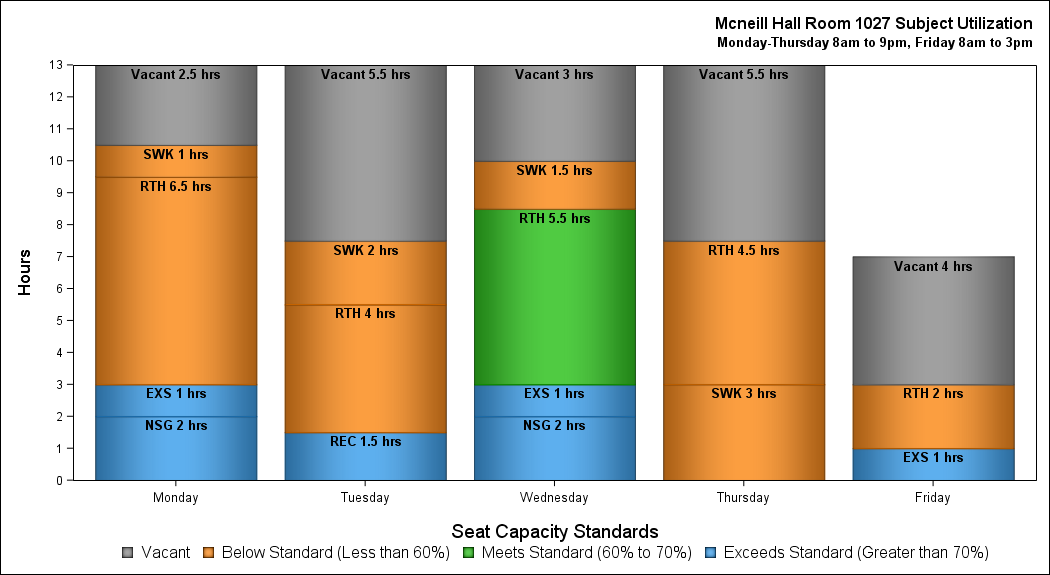 Mcneill Hall Room 1027 Subject Utilization
Monday-Thursday 8am to 9pm, Friday 8am to 3pm
Hours
13
12
11
10
9
8
7
6
5
4
3
2
1
0
Vacant 2.5 hrs
SWK 1 hrs
RTH 6.5 hrs
EXS 1 hrs
NSG 2 hrs
Vacant 5.5 hrs
SWK 2 hrs
RTH 4 hrs
REC 1.5 hrs
Vacant 3 hrs
SWK 1.5 hrs
RTH 5.5 hrs
EXS 1 hrs
NSG 2 hrs
Vacant 5.5 hrs
RTH 4.5 hrs
SWK 3 hrs
Vacant 4 hrs
RTH 2 hrs
EXS 1 hrs
Monday Tuesday Wednesday Thursday Friday
Seat Capacity Standards
Vacant Below Standard (Less than 60%) Meets Standard (60% to 70%) Exceeds Standard (Greater than 70%)